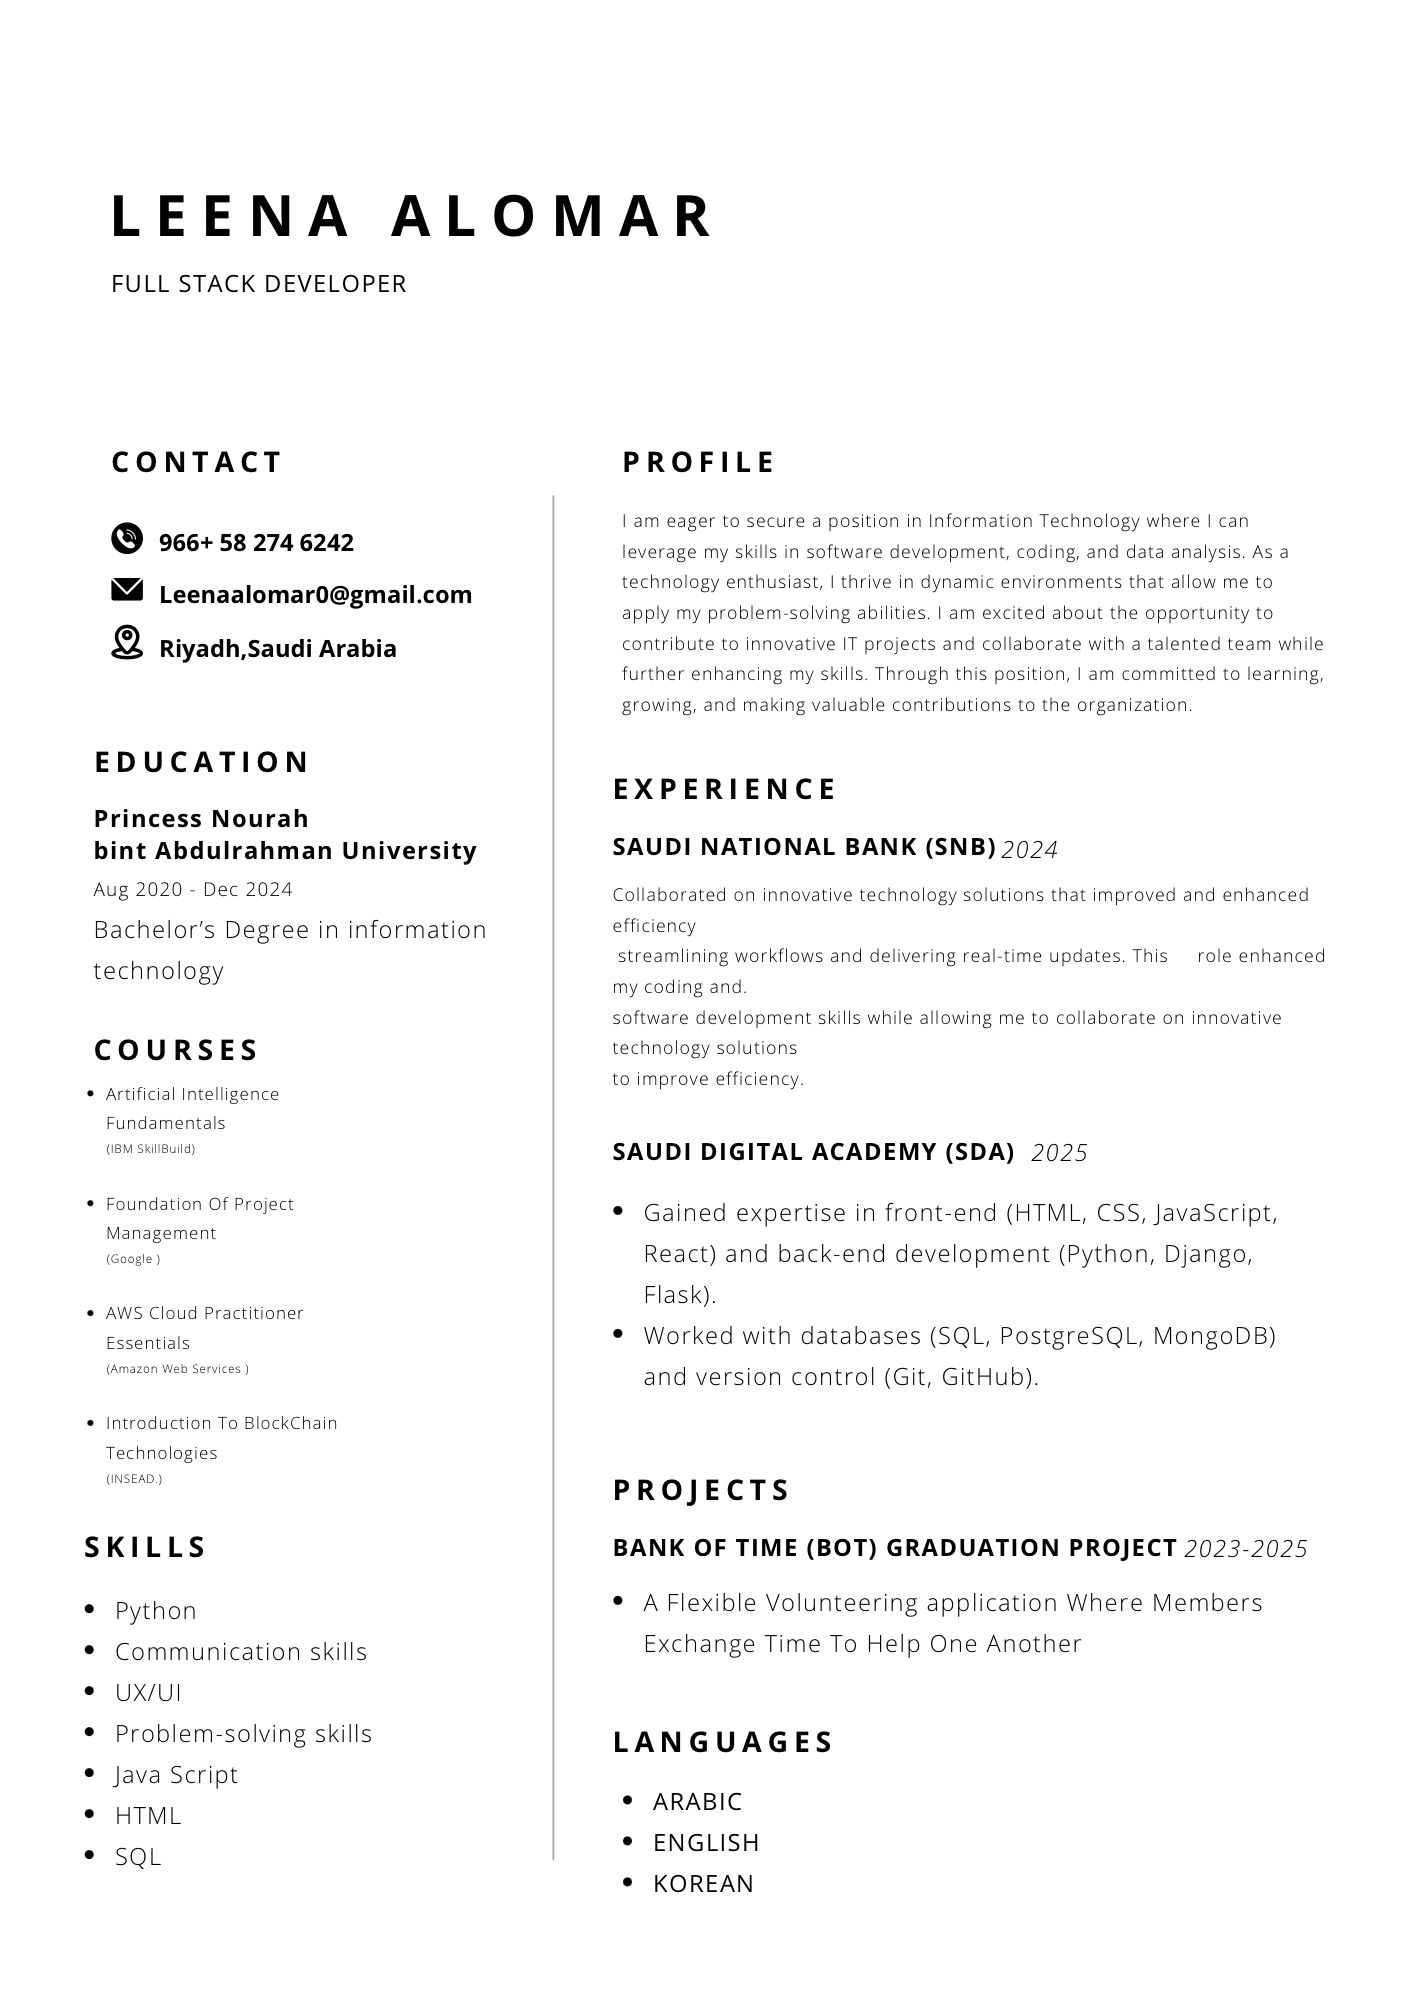 LEENA ALOMAR
FULL STACK DEVELOPER
CONTACT
966+ 58 274 6242
Leenaalomar0@gmail.com
Riyadh,Saudi Arabia
EDUCATION
Princess Nourah
bint Abdulrahman University
Aug 2020 - Dec 2024
Bachelor’s Degree in information
technology
COURSES
• Artificial Intelligence
Fundamentals
(IBM SkillBuild)
• Foundation Of Project
Management
(Google )
• AWS Cloud Practitioner
Essentials
(Amazon Web Services )
• Introduction To BlockChain
Technologies
(INSEAD.)
SKILLS
• Python
• Communication skills
• UX/UI
• Problem-solving skills
• Java Script
• HTML
• SQL
PROFILE
I am eager to secure a position in Information Technology where I can
leverage my skills in software development, coding, and data analysis. As a
technology enthusiast, I thrive in dynamic environments that allow me to
apply my problem-solving abilities. I am excited about the opportunity to
contribute to innovative IT projects and collaborate with a talented team while
further enhancing my skills. Through this position, I am committed to learning,
growing, and making valuable contributions to the organization.
EXPERIENCE
SAUDI NATIONAL BANK (SNB) 2024
Collaborated on innovative technology solutions that improved and enhanced
efficiency
streamlining workflows and delivering real-time updates. This role enhanced
my coding and.
software development skills while allowing me to collaborate on innovative
technology solutions
to improve efficiency.
SAUDI DIGITAL ACADEMY (SDA) 2025
• Gained expertise in front-end (HTML, CSS, JavaScript,
React) and back-end development (Python, Django,
Flask).
• Worked with databases (SQL, PostgreSQL, MongoDB)
and version control (Git, GitHub).
PROJECTS
BANK OF TIME (BOT) GRADUATION PROJECT 2023-2025
• A Flexible Volunteering application Where Members
Exchange Time To Help One Another
LANGUAGES
• ARABIC
• ENGLISH
• KOREAN